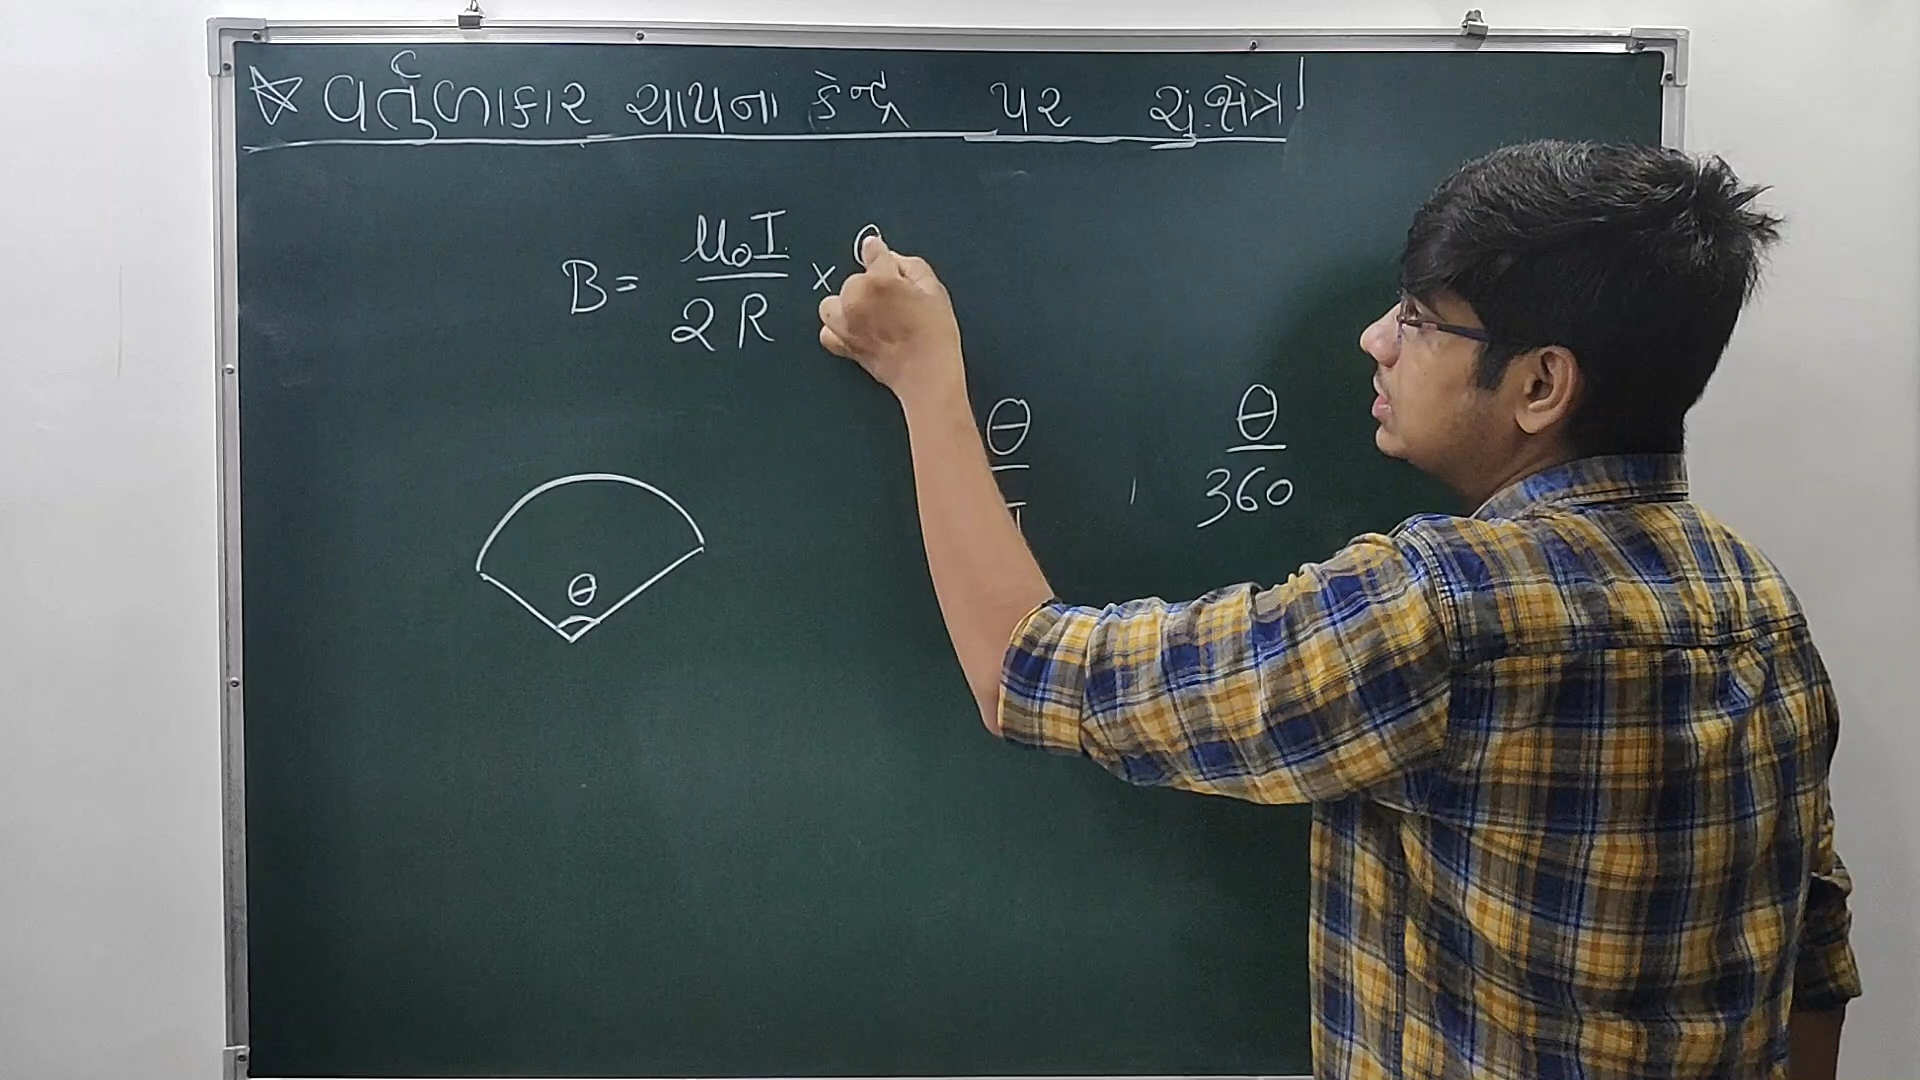 ☆ વર્તુળાકાર ચાપના કેન્દ્ર પર ચું.ક્ષેત્ર
B = μ₀I / 2R ×
θ , θ / 360
θ